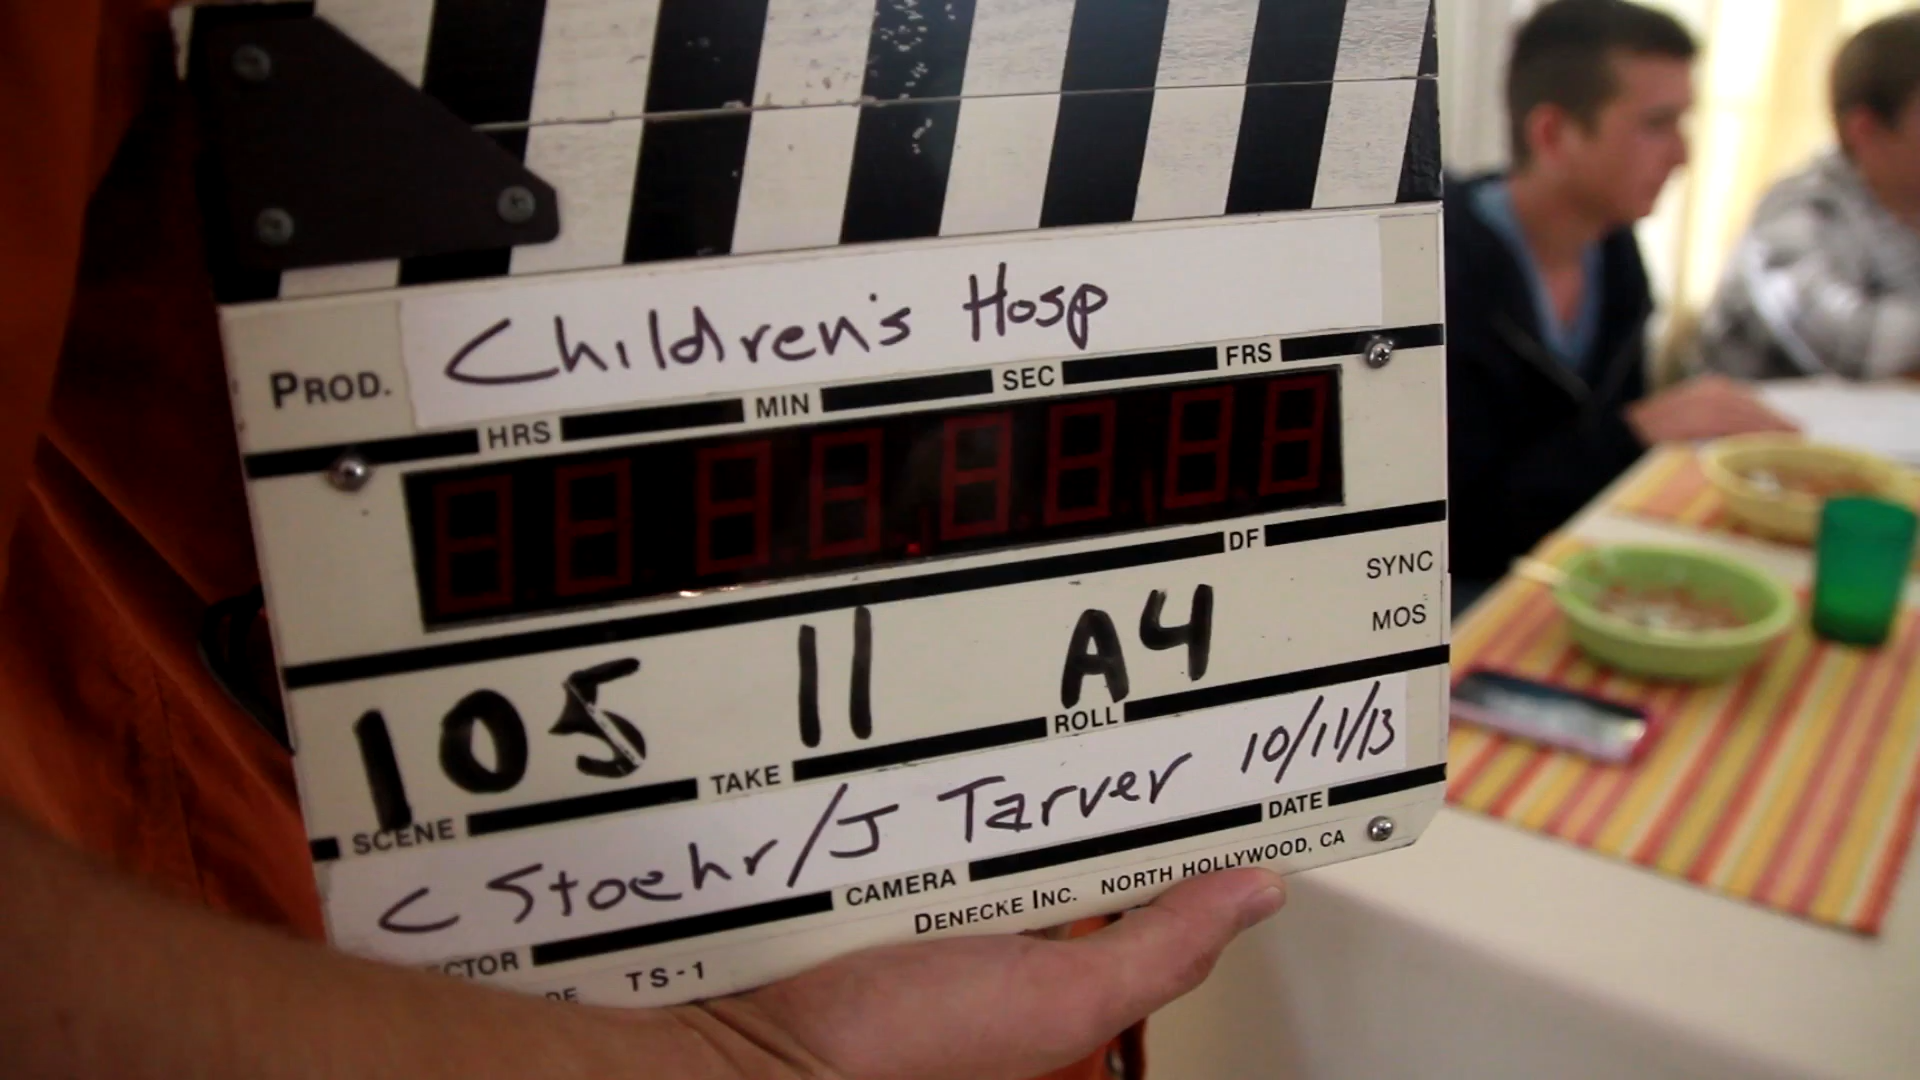 PROD. Children's Hosp
HRS MIN SEC FRS
DF
SYNC
MOS
105 11 A4
SCENE TAKE ROLL
C Stoehr/J Tarver 10/11/13
CAMERA DATE
DENECKE INC. NORTH HOLLYWOOD, CA
TS-1